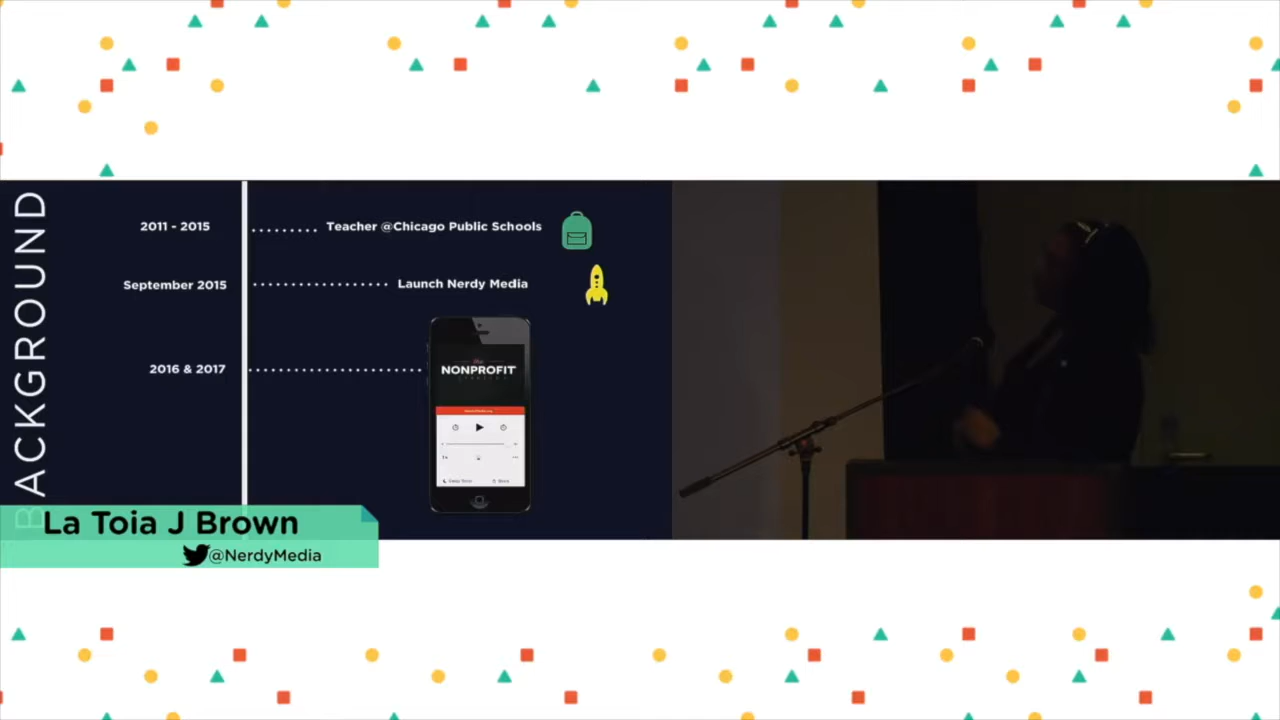 BACKGROUND
2011 - 2015
Teacher @Chicago Public Schools
September 2015
Launch Nerdy Media
2016 & 2017
the
NONPROFIT
La Toia J Brown
@NerdyMedia